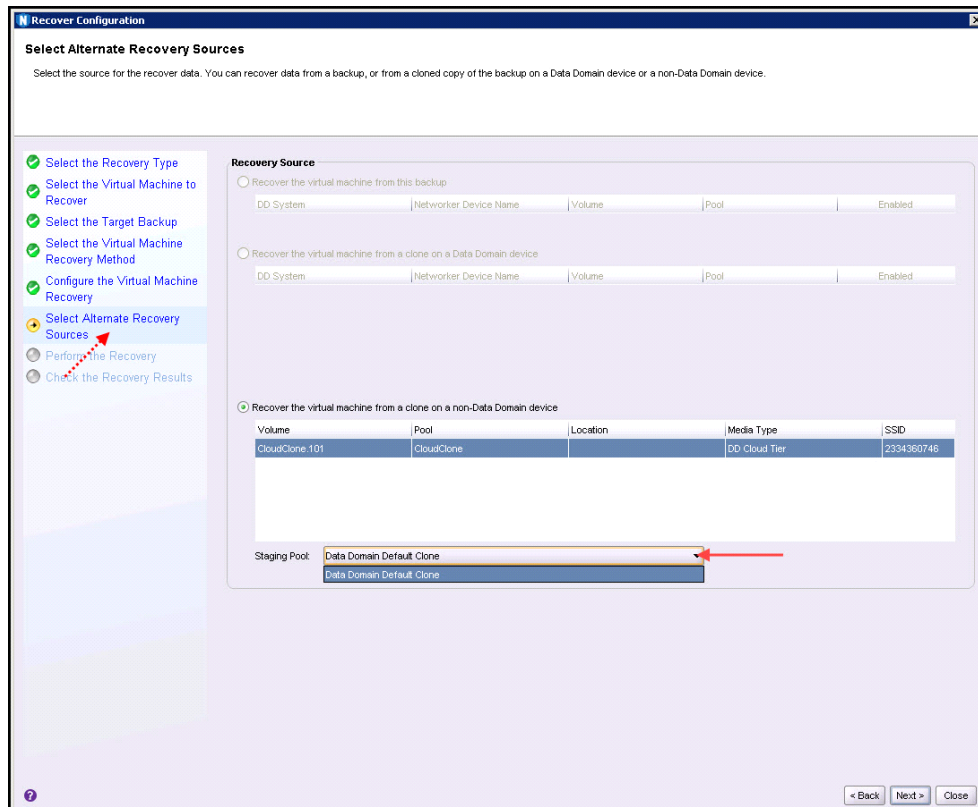 N Recover Configuration
Select Alternate Recovery Sources
Select the source for the recover data. You can recover data from a backup, or from a cloned copy of the backup on a Data Domain device or a non-Data Domain device.
Select the Recovery Type
Select the Virtual Machine to
Recover
Select the Target Backup
Select the Virtual Machine
Recovery Method
Configure the Virtual Machine
Recovery
Select Alternate Recovery
Sources
Perform the Recovery
Check the Recovery Results
Recovery Source
Recover the virtual machine from this backup
DD System Networker Device Name Volume Pool Enabled
Recover the virtual machine from a clone on a Data Domain device
DD System Networker Device Name Volume Pool Enabled
Recover the virtual machine from a clone on a non-Data Domain device
Volume Pool Location Media Type SSID
CloudClone.101 CloudClone DD Cloud Tier 2334360746
Staging Pool: Data Domain Default Clone
Data Domain Default Clone
? < Back Next > Close